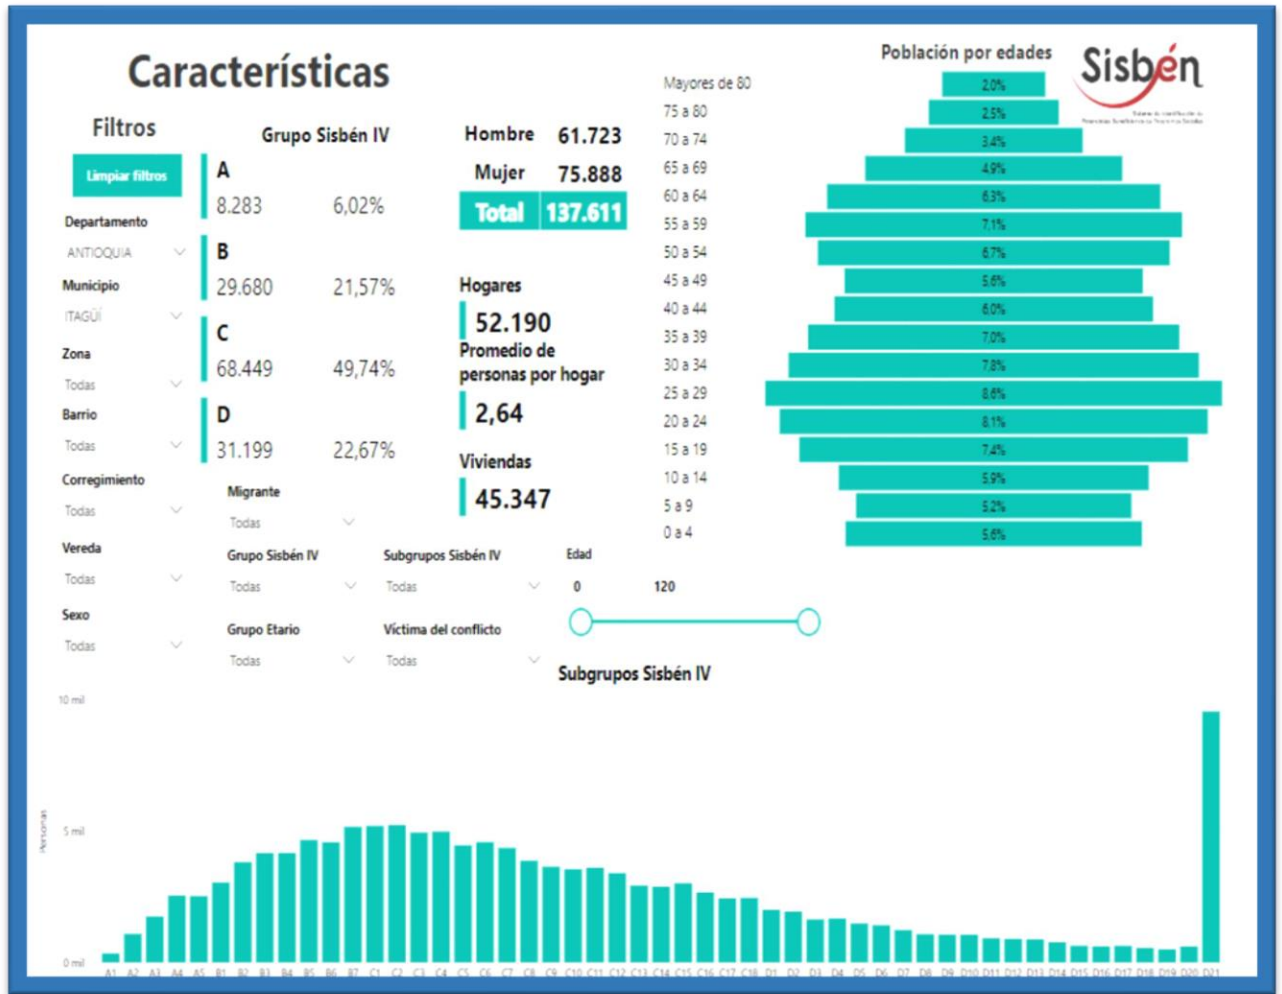 Características
Filtros
Limpiar filtros
Departamento
ANTIOQUIA
Municipio
ITAGÜÍ
Zona
Todas
Barrio
Todas
Corregimiento
Todas
Vereda
Todas
Sexo
Todas
Grupo Sisbén IV
A
8.283 6,02%
B
29.680 21,57%
C
68.449 49,74%
D
31.199 22,67%
Migrante
Todas
Grupo Sisbén IV
Todas
Subgrupos Sisbén IV
Todas
Grupo Etario
Todas
Víctima del conflicto
Todas
Edad
0 120
Hombre 61.723
Mujer 75.888
Total 137.611
Hogares
52.190
Promedio de
personas por hogar
2,64
Viviendas
45.347
Población por edades
Sisbén
Mayores de 80 2,0%
75 a 80 2,5%
70 a 74 3,4%
65 a 69 4,9%
60 a 64 6,3%
55 a 59 7,1%
50 a 54 6,7%
45 a 49 5,6%
40 a 44 6,0%
35 a 39 7,0%
30 a 34 7,8%
25 a 29 8,6%
20 a 24 8,1%
15 a 19 7,4%
10 a 14 5,9%
5 a 9 5,2%
0 a 4 5,6%
Subgrupos Sisbén IV
Personas
10 mil
5 mil
0 mil
A1 A2 A3 A4 A5 B1 B2 B3 B4 B5 B6 B7 C1 C2 C3 C4 C5 C6 C7 C8 C9 C10 C11 C12 C13 C14 C15 C16 C17 C18 D1 D2 D3 D4 D5 D6 D7 D8 D9 D10 D11 D12 D13 D14 D15 D16 D17 D18 D19 D20 D21